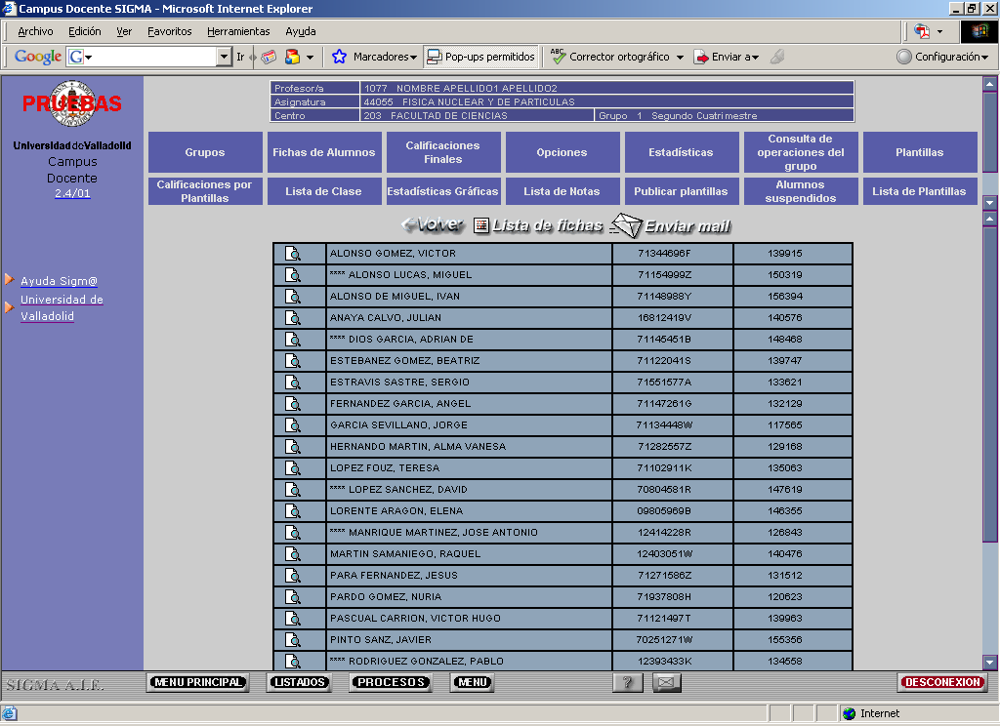 Campus Docente SIGMA - Microsoft Internet Explorer
Archivo Edición Ver Favoritos Herramientas Ayuda
Google G Ir Marcadores Pop-ups permitidos ABC Corrector ortográfico Enviar a Configuración
PRUEBAS
Universidad de Valladolid
Campus
Docente
2.4/01
Ayuda Sigm@
Universidad de
Valladolid
Profesor/a 1077 NOMBRE APELLIDO1 APELLIDO2
Asignatura 44055 FISICA NUCLEAR Y DE PARTICULAS
Centro 203 FACULTAD DE CIENCIAS Grupo 1 Segundo Cuatrimestre
Grupos Fichas de Alumnos Calificaciones Finales Opciones Estadísticas Consulta de operaciones del grupo Plantillas
Calificaciones por Plantillas Lista de Clase Estadísticas Gráficas Lista de Notas Publicar plantillas Alumnos suspendidos Lista de Plantillas
Volver Lista de fichas Enviar mail
ALONSO GOMEZ, VICTOR 71344696F 139915
**** ALONSO LUCAS, MIGUEL 71154999Z 150319
ALONSO DE MIGUEL, IVAN 71148988Y 156394
ANAYA CALVO, JULIAN 16812419V 140576
**** DIOS GARCIA, ADRIAN DE 71145451B 148468
ESTEBANEZ GOMEZ, BEATRIZ 71122041S 139747
ESTRAVIS SASTRE, SERGIO 71551577A 133621
FERNANDEZ GARCIA, ANGEL 71147261G 132129
GARCIA SEVILLANO, JORGE 71134448W 117565
HERNANDO MARTIN, ALMA VANESA 71282557Z 129168
LOPEZ FOUZ, TERESA 71102911K 135063
**** LOPEZ SANCHEZ, DAVID 70804581R 147619
LORENTE ARAGON, ELENA 09805969B 146355
**** MANRIQUE MARTINEZ, JOSE ANTONIO 12414228R 126843
MARTIN SAMANIEGO, RAQUEL 12403051W 140476
PARA FERNANDEZ, JESUS 71271586Z 131512
PARDO GOMEZ, NURIA 71937808H 120623
PASCUAL CARRION, VICTOR HUGO 71121497T 139963
PINTO SANZ, JAVIER 70251271W 155356
**** RODRIGUEZ GONZALEZ, PABLO 12393433K 134558
SIGMA A.I.E. MENU PRINCIPAL LISTADOS PROCESOS MENU ? DESCONEXION
Internet